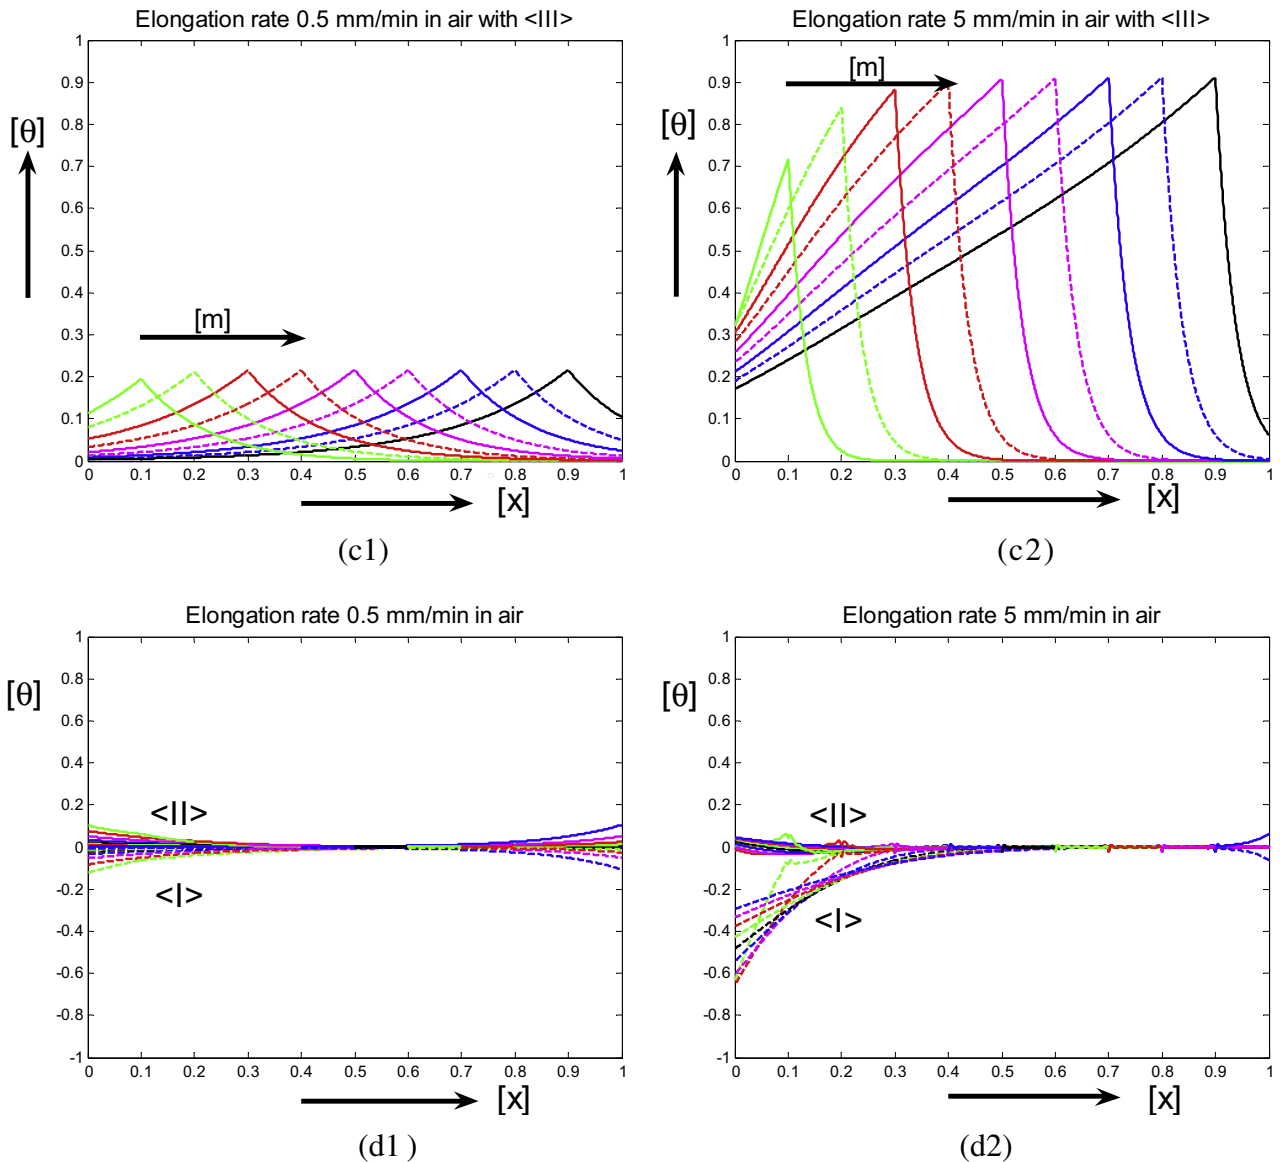 Elongation rate 0.5 mm/min in air with <III>
1
0.9
0.8
[θ]
0.7
0.6
0.5
0.4
[m]
0.3
0.2
0.1
0
0 0.1 0.2 0.3 0.4 0.5 0.6 0.7 0.8 0.9 1
[x]
(c1)
Elongation rate 5 mm/min in air with <III>
1
[m]
0.9
0.8
[θ]
0.7
0.6
0.5
0.4
0.3
0.2
0.1
0
0 0.1 0.2 0.3 0.4 0.5 0.6 0.7 0.8 0.9 1
[x]
(c2)
Elongation rate 0.5 mm/min in air
1
0.8
[θ]
0.6
0.4
0.2
<II>
0
-0.2
<I>
-0.4
-0.6
-0.8
-1
0 0.1 0.2 0.3 0.4 0.5 0.6 0.7 0.8 0.9 1
[x]
(d1 )
Elongation rate 5 mm/min in air
1
0.8
[θ]
0.6
0.4
0.2
<II>
0
-0.2
<I>
-0.4
-0.6
-0.8
-1
0 0.1 0.2 0.3 0.4 0.5 0.6 0.7 0.8 0.9 1
[x]
(d2)